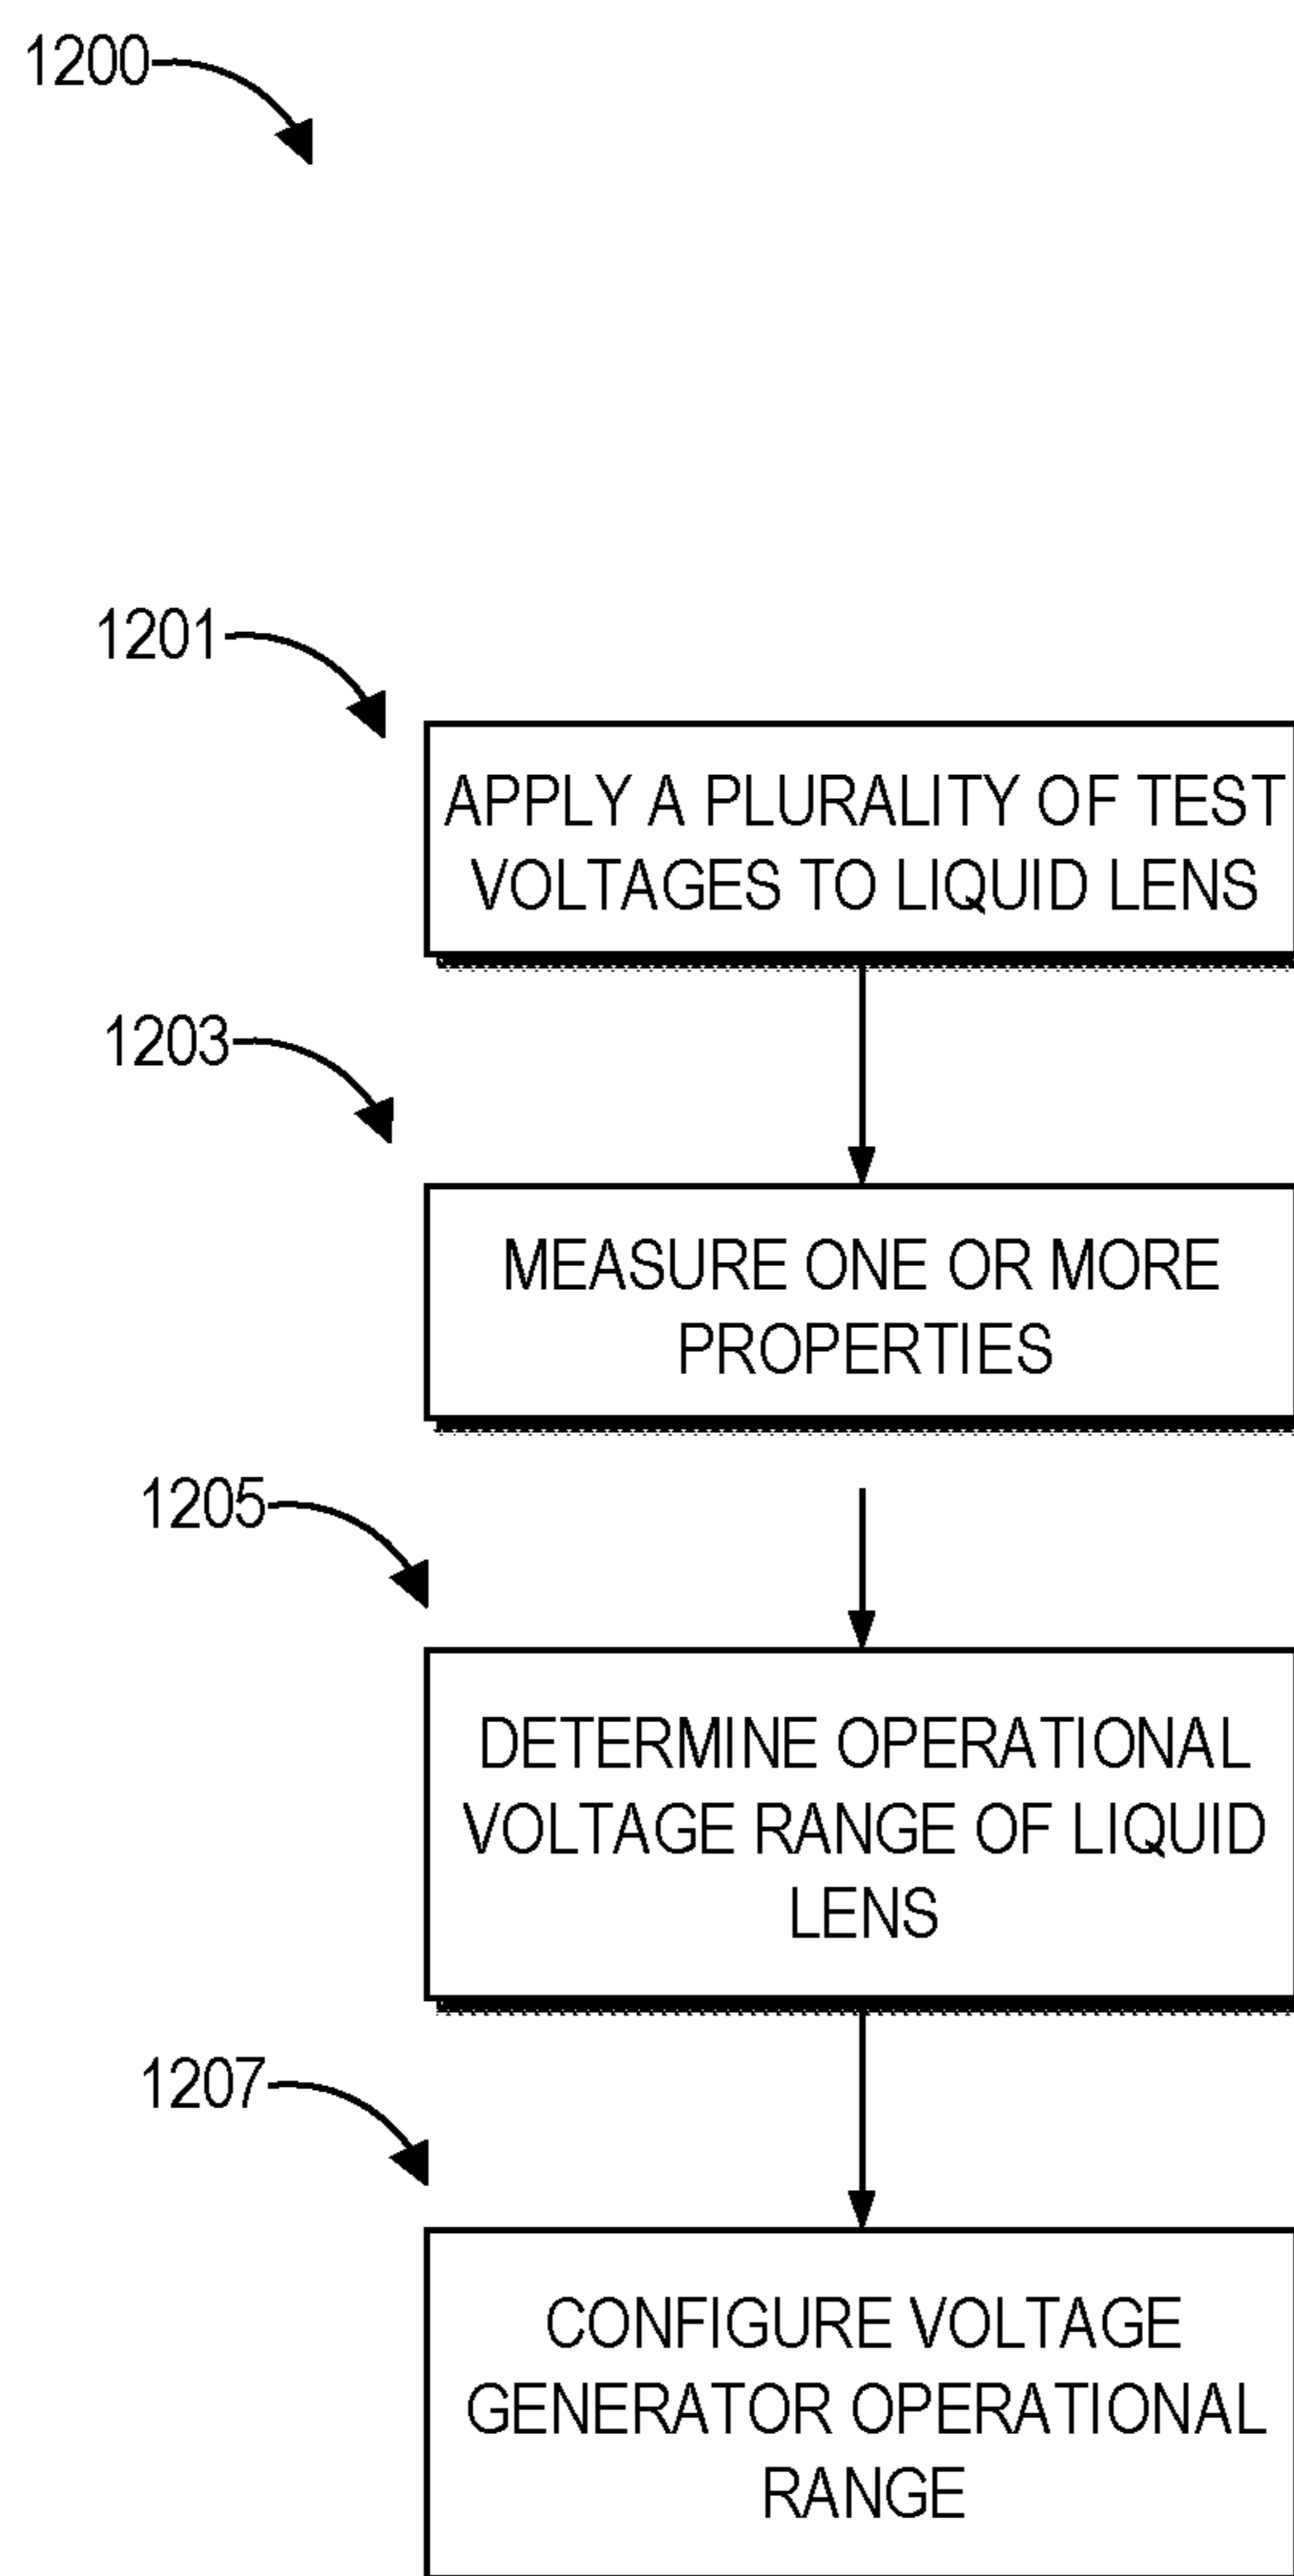 1200
1201
APPLY A PLURALITY OF TEST
VOLTAGES TO LIQUID LENS
1203
MEASURE ONE OR MORE
PROPERTIES
1205
DETERMINE OPERATIONAL
VOLTAGE RANGE OF LIQUID
LENS
1207
CONFIGURE VOLTAGE
GENERATOR OPERATIONAL
RANGE